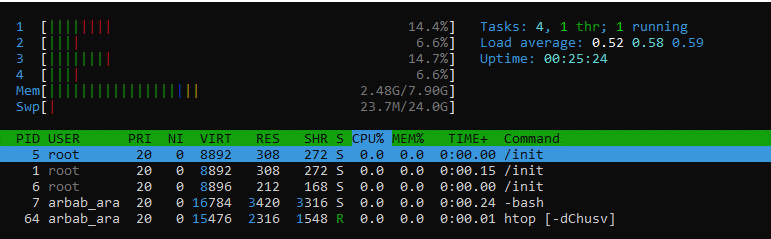 1 [|||||||| 14.4%] Tasks: 4, 1 thr; 1 running
2 [|||| 6.6%] Load average: 0.52 0.58 0.59
3 [|||||||| 14.7%] Uptime: 00:25:24
4 [|||| 6.6%]
Mem[||||||||||||||||||| 2.48G/7.90G]
Swp[| 23.7M/24.0G]
PID USER PRI NI VIRT RES SHR S CPU% MEM% TIME+ Command
5 root 20 0 8892 308 272 S 0.0 0.0 0:00.00 /init
1 root 20 0 8892 308 272 S 0.0 0.0 0:00.15 /init
6 root 20 0 8896 212 168 S 0.0 0.0 0:00.00 /init
7 arbab_ara 20 0 16784 3420 3316 S 0.0 0.0 0:00.24 -bash
64 arbab_ara 20 0 15476 2316 1548 R 0.0 0.0 0:00.01 htop [-dChusv]